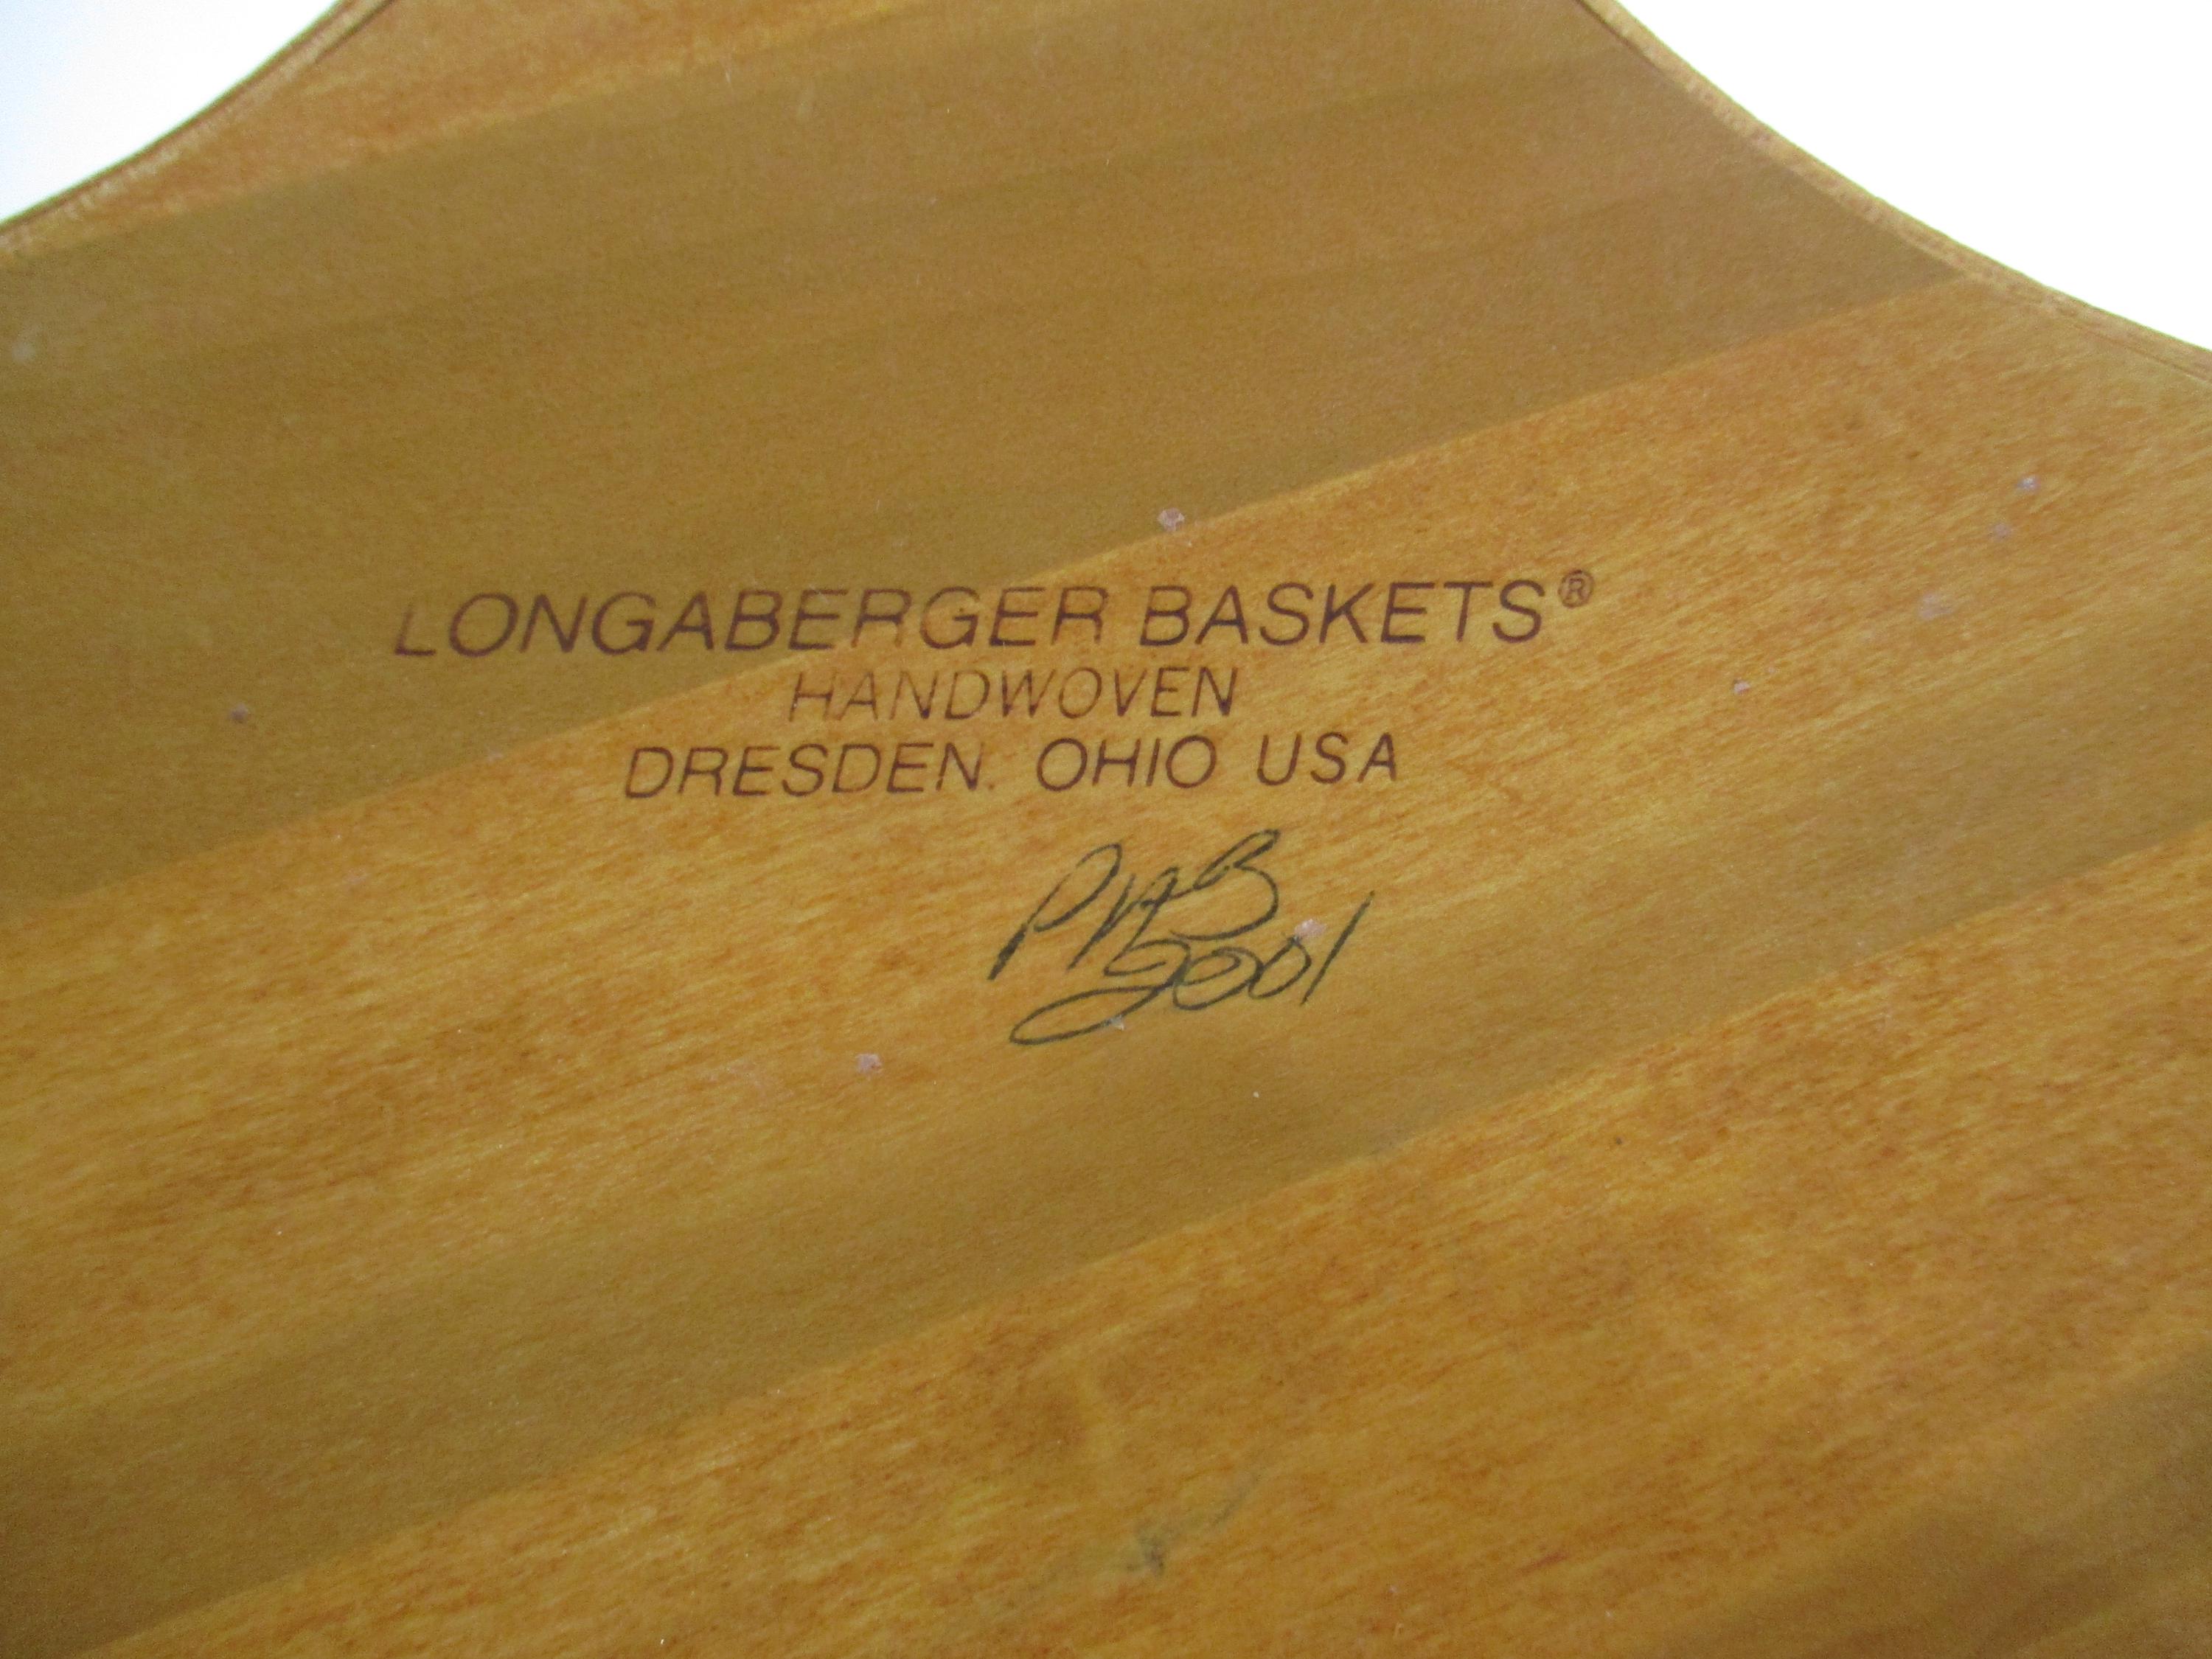 LONGABERGER BASKETS®
HANDWOVEN
DRESDEN. OHIO USA
2001